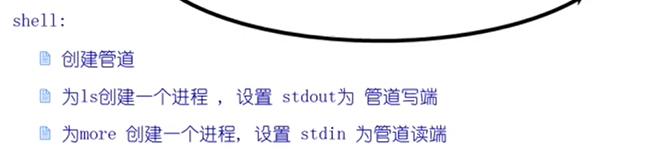 shell:
创建管道
为ls创建一个进程 , 设置 stdout为 管道写端
为more 创建一个进程, 设置 stdin 为管道读端